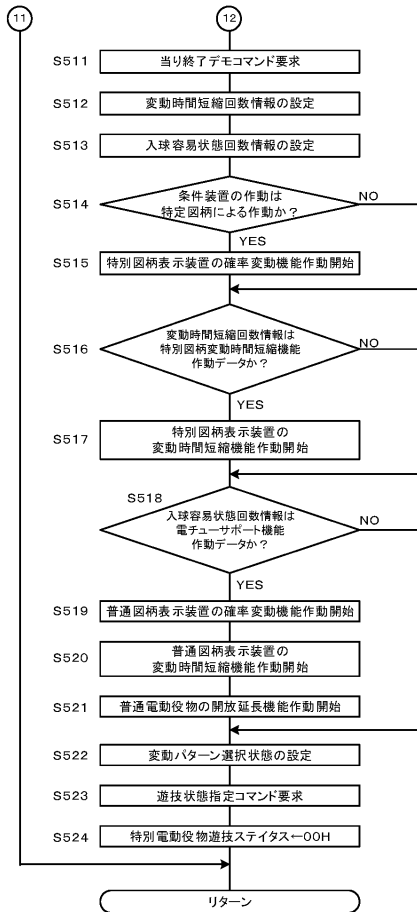 11
12
S511
当り終了デモコマンド要求
S512
変動時間短縮回数情報の設定
S513
入球容易状態回数情報の設定
S514
条件装置の作動は
特定図柄による作動か？
NO
YES
S515
特別図柄表示装置の確率変動機能作動開始
S516
変動時間短縮回数情報は
特別図柄変動時間短縮機能
作動データか？
NO
YES
S517
特別図柄表示装置の
変動時間短縮機能作動開始
S518
入球容易状態回数情報は
電チューサポート機能
作動データか？
NO
YES
S519
普通図柄表示装置の確率変動機能作動開始
S520
普通図柄表示装置の
変動時間短縮機能作動開始
S521
普通電動役物の開放延長機能作動開始
S522
変動パターン選択状態の設定
S523
遊技状態指定コマンド要求
S524
特別電動役物遊技ステイタス←00H
リターン